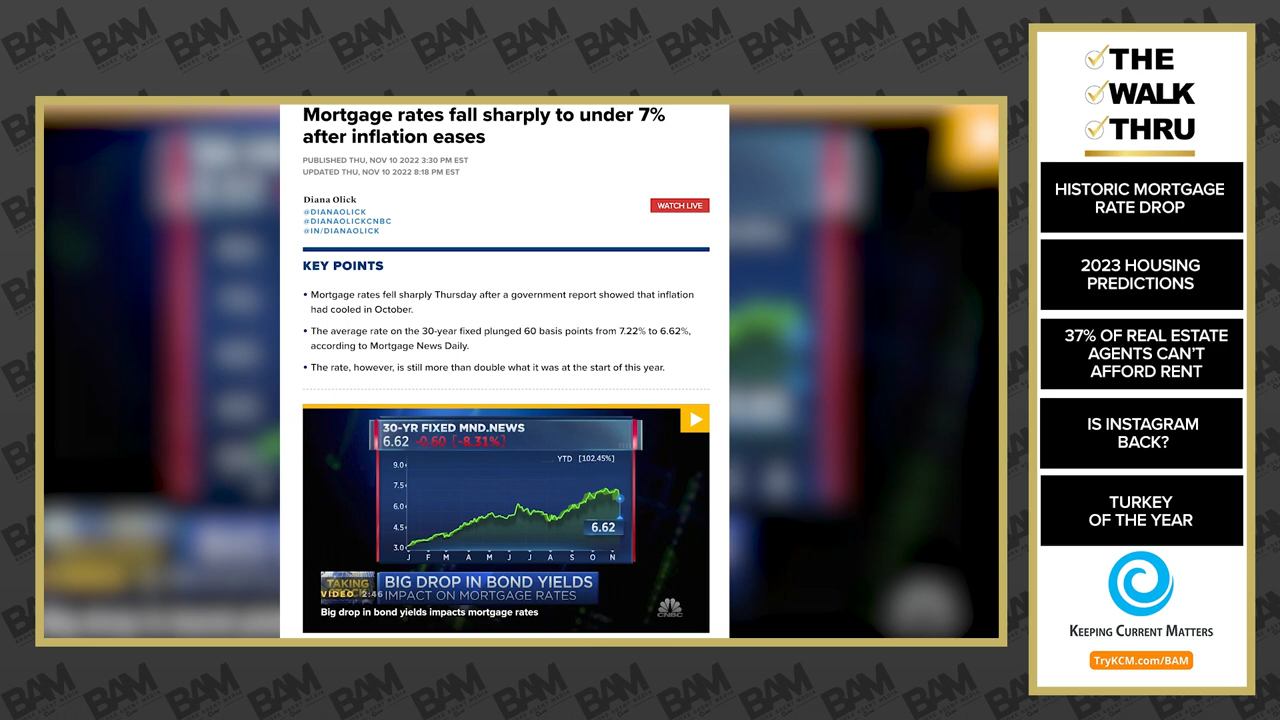 Mortgage rates fall sharply to under 7%
after inflation eases
PUBLISHED THU, NOV 10 2022 3:30 PM EST
UPDATED THU, NOV 10 2022 8:18 PM EST
Diana Olick
@DIANAOLICK
@DIANAOLICKCNBC
@IN/DIANAOLICK
WATCH LIVE
KEY POINTS
• Mortgage rates fell sharply Thursday after a government report showed that inflation
had cooled in October.
• The average rate on the 30-year fixed plunged 60 basis points from 7.22% to 6.62%,
according to Mortgage News Daily.
• The rate, however, is still more than double what it was at the start of this year.
30-YR FIXED MND.NEWS
6.62 -0.60 [-8.31%]
YTD [102.45%]
9.0
7.5
6.0
4.5
3.0
6.62
J F M A M J J A S O N
TAKING
VIDEO 2:46
BIG DROP IN BOND YIELDS
IMPACT ON MORTGAGE RATES
Big drop in bond yields impacts mortgage rates
CNBC
THE
WALK
THRU
HISTORIC MORTGAGE
RATE DROP
2023 HOUSING
PREDICTIONS
37% OF REAL ESTATE
AGENTS CAN'T
AFFORD RENT
IS INSTAGRAM
BACK?
TURKEY
OF THE YEAR
KEEPING CURRENT MATTERS
TryKCM.com/BAM
BAM